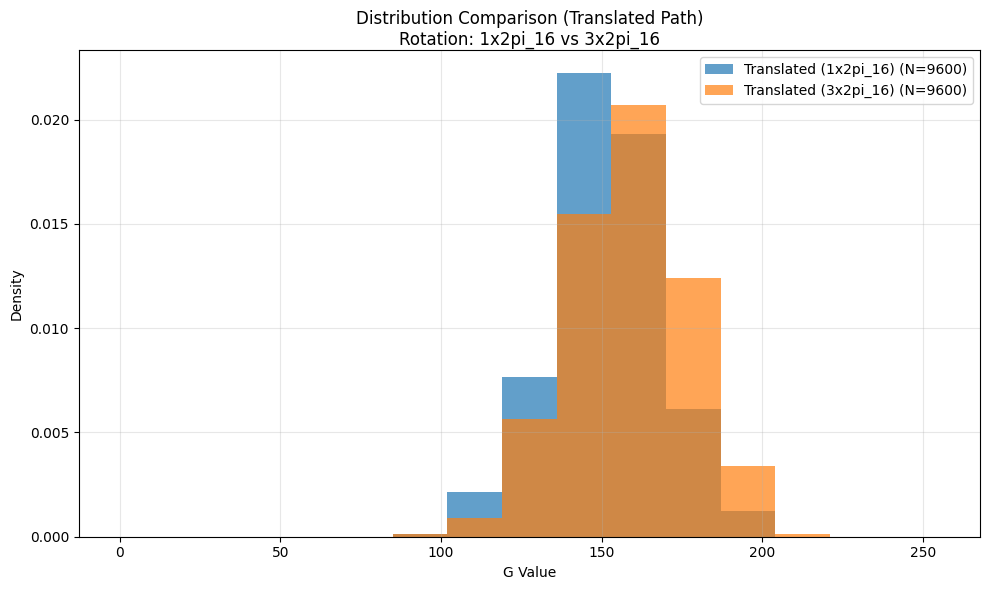 Distribution Comparison (Translated Path)
Rotation: 1x2pi_16 vs 3x2pi_16
Translated (1x2pi_16) (N=9600)
Translated (3x2pi_16) (N=9600)
0.020
0.015
0.010
0.005
0.000
Density
0
50
100
150
200
250
G Value